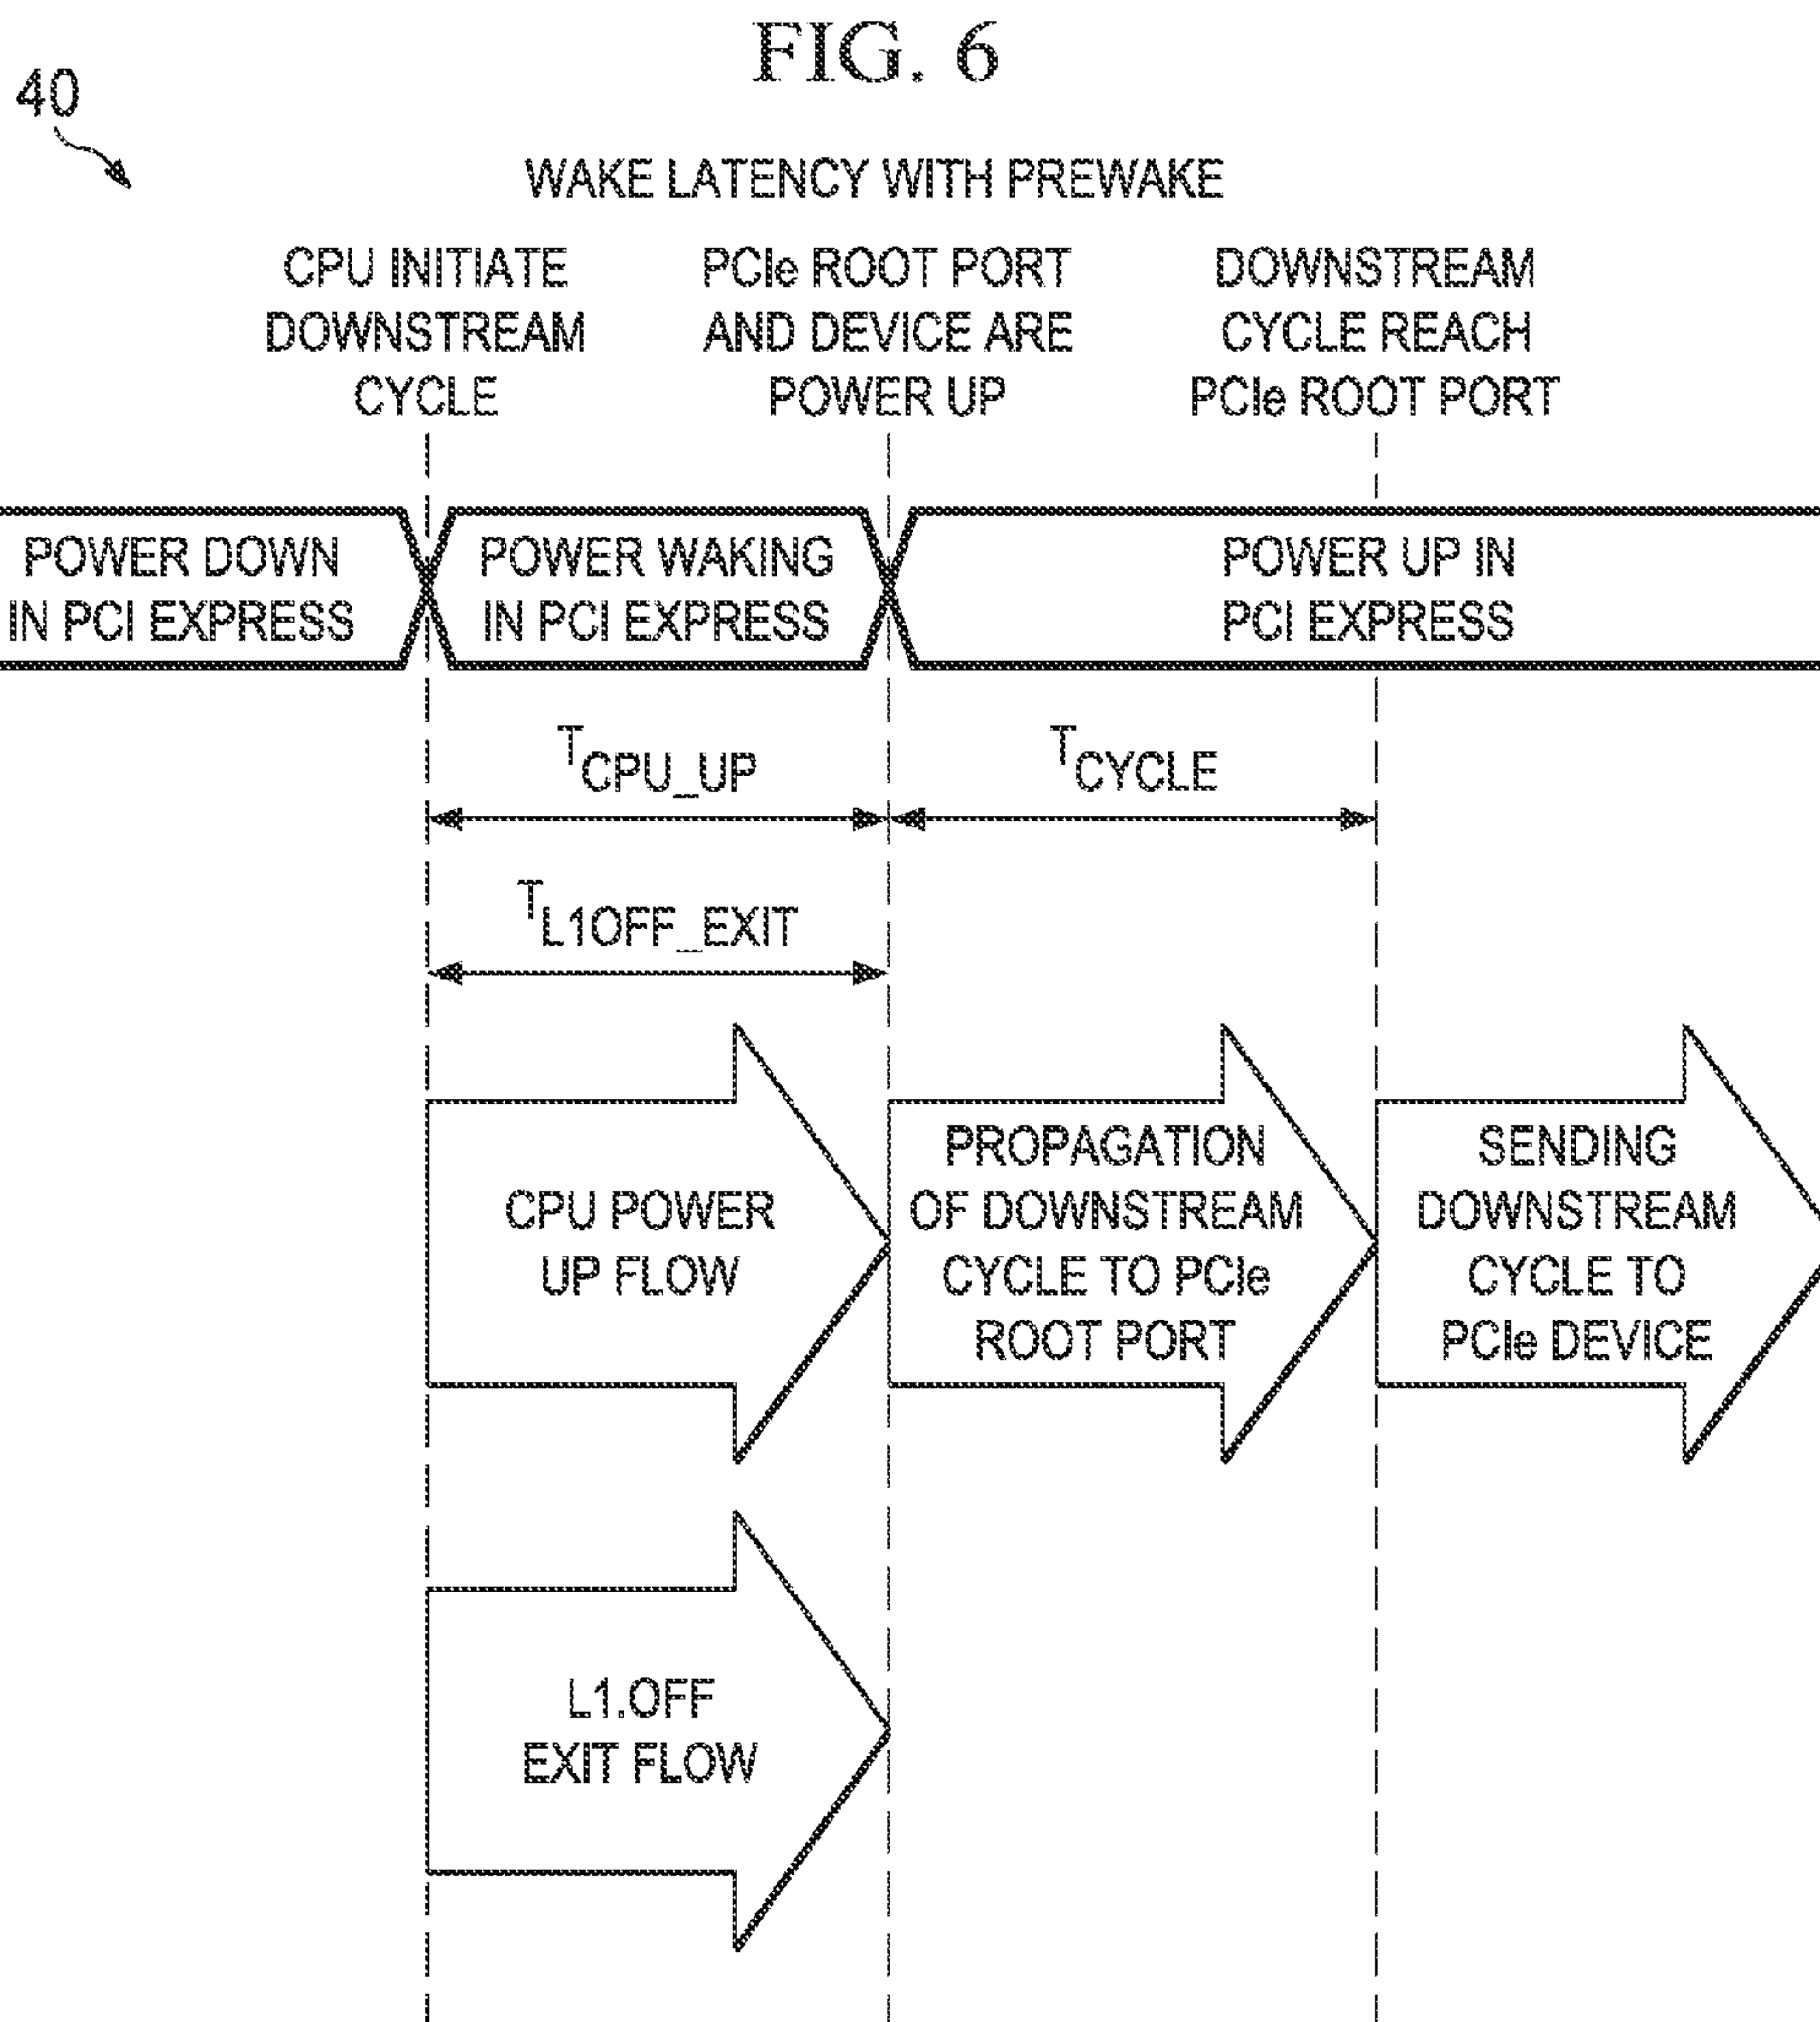 FIG. 6
40
WAKE LATENCY WITH PREWAKE
CPU INITIATE
DOWNSTREAM
CYCLE
PCIe ROOT PORT
AND DEVICE ARE
POWER UP
DOWNSTREAM
CYCLE REACH
PCIe ROOT PORT
POWER DOWN
IN PCI EXPRESS
POWER WAKING
IN PCI EXPRESS
POWER UP IN
PCI EXPRESS
TCPU_UP
TCYCLE
TL1OFF_EXIT
CPU POWER
UP FLOW
PROPAGATION
OF DOWNSTREAM
CYCLE TO PCIe
ROOT PORT
SENDING
DOWNSTREAM
CYCLE TO
PCIe DEVICE
L1.OFF
EXIT FLOW